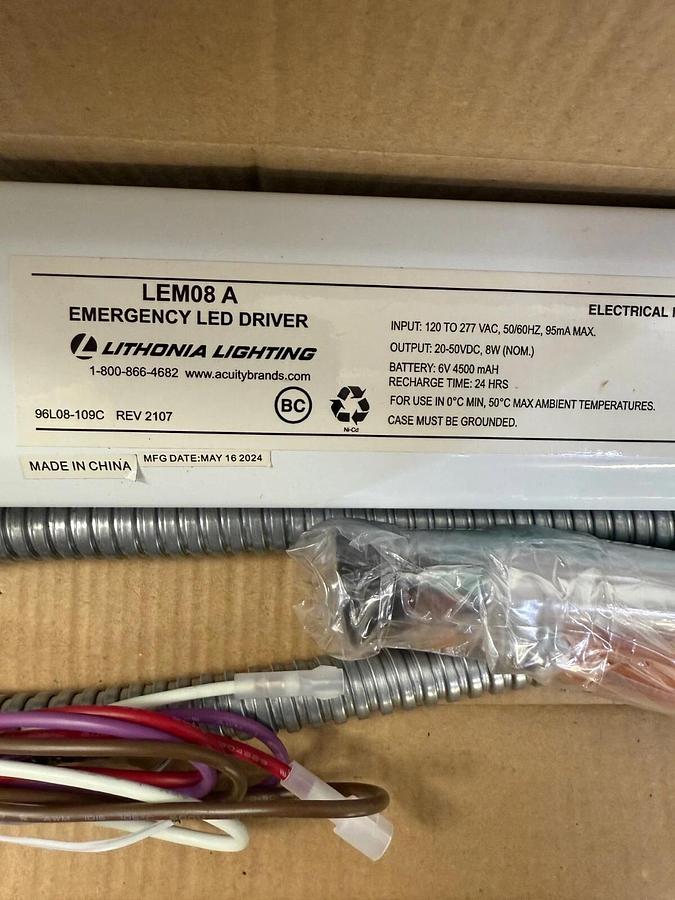 LEM08 A
EMERGENCY LED DRIVER
LITHONIA LIGHTING
1-800-866-4682 www.acuitybrands.com
96L08-109C REV 2107
BC
Ni-Cd
ELECTRICAL
INPUT: 120 TO 277 VAC, 50/60HZ, 95mA MAX.
OUTPUT: 20-50VDC, 8W (NOM.)
BATTERY: 6V 4500 mAH
RECHARGE TIME: 24 HRS
FOR USE IN 0°C MIN, 50°C MAX AMBIENT TEMPERATURES.
CASE MUST BE GROUNDED.
MADE IN CHINA
MFG DATE:MAY 16 2024